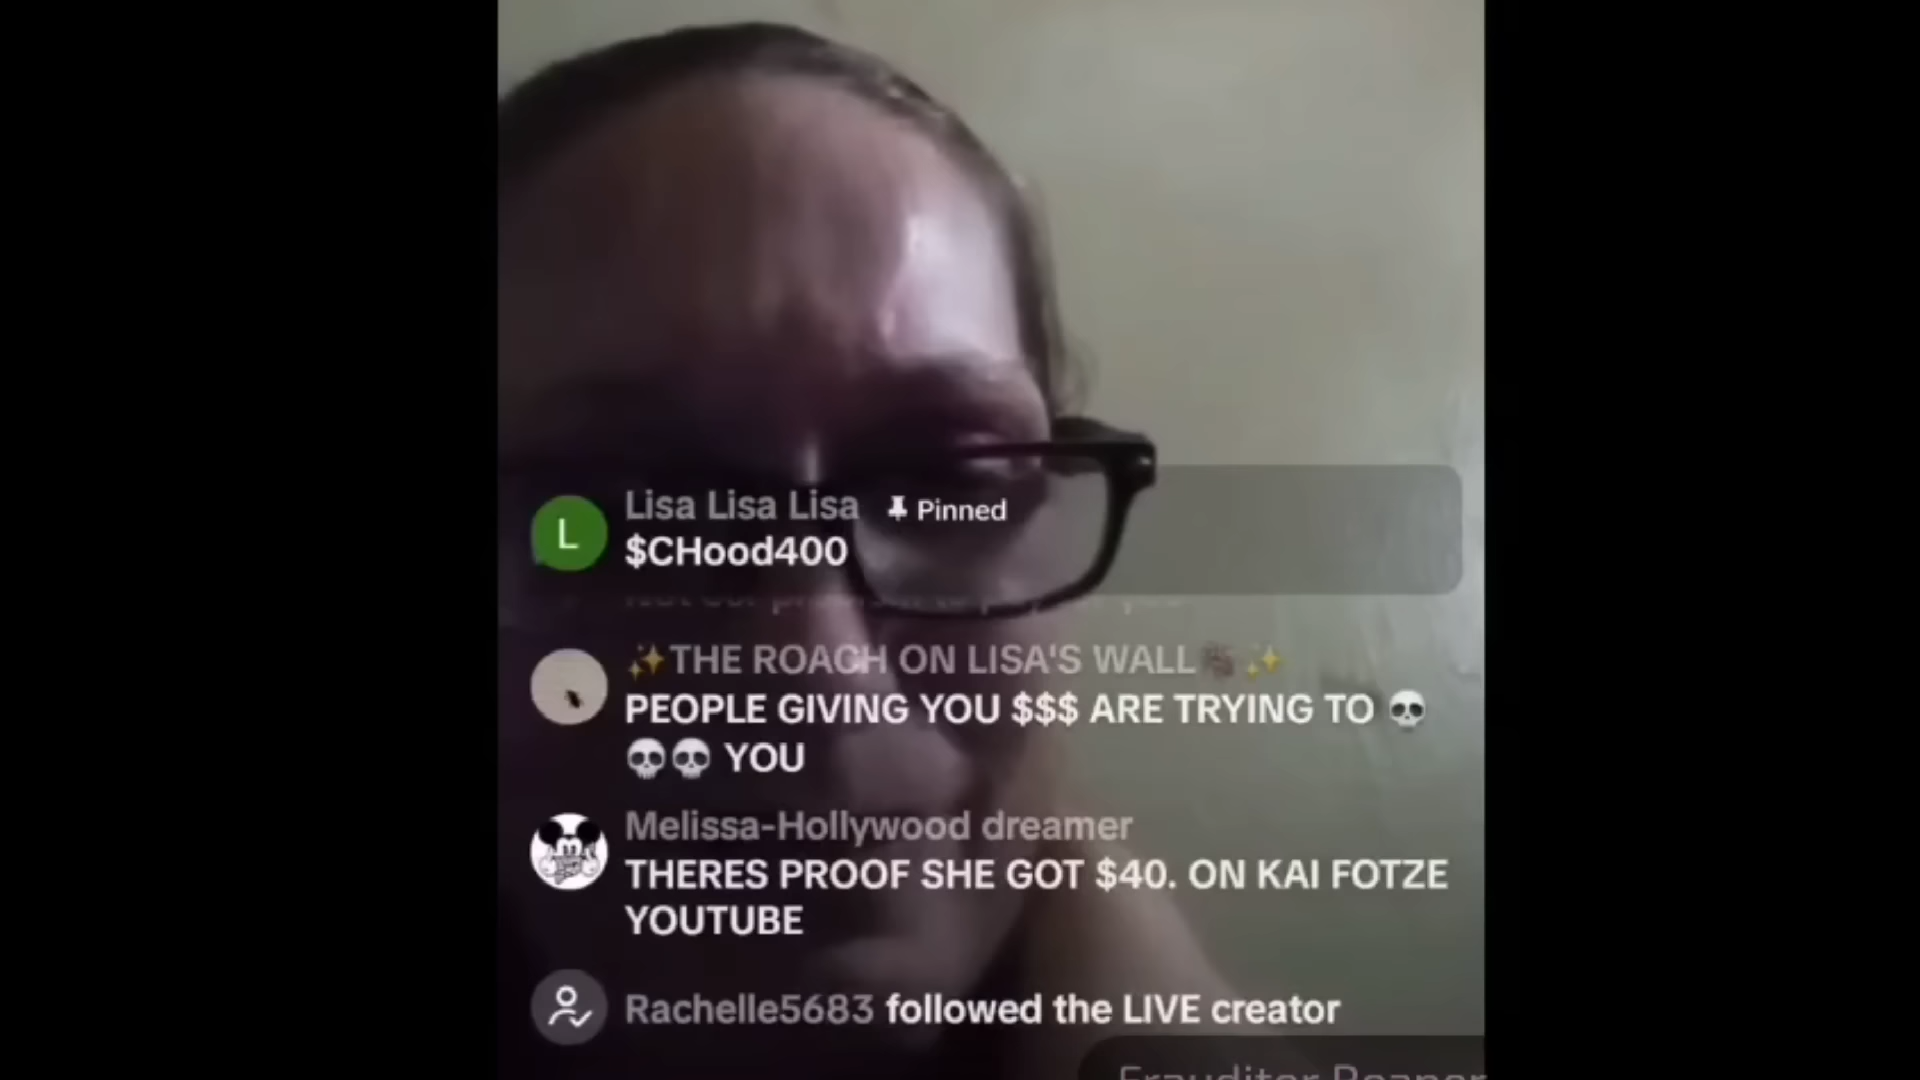 Lisa Lisa Lisa Pinned
$CHood400
✨THE ROACH ON LISA'S WALL✨
PEOPLE GIVING YOU $$$ ARE TRYING TO 💀
💀💀 YOU
Melissa-Hollywood dreamer
THERES PROOF SHE GOT $40. ON KAI FOTZE
YOUTUBE
Rachelle5683 followed the LIVE creator